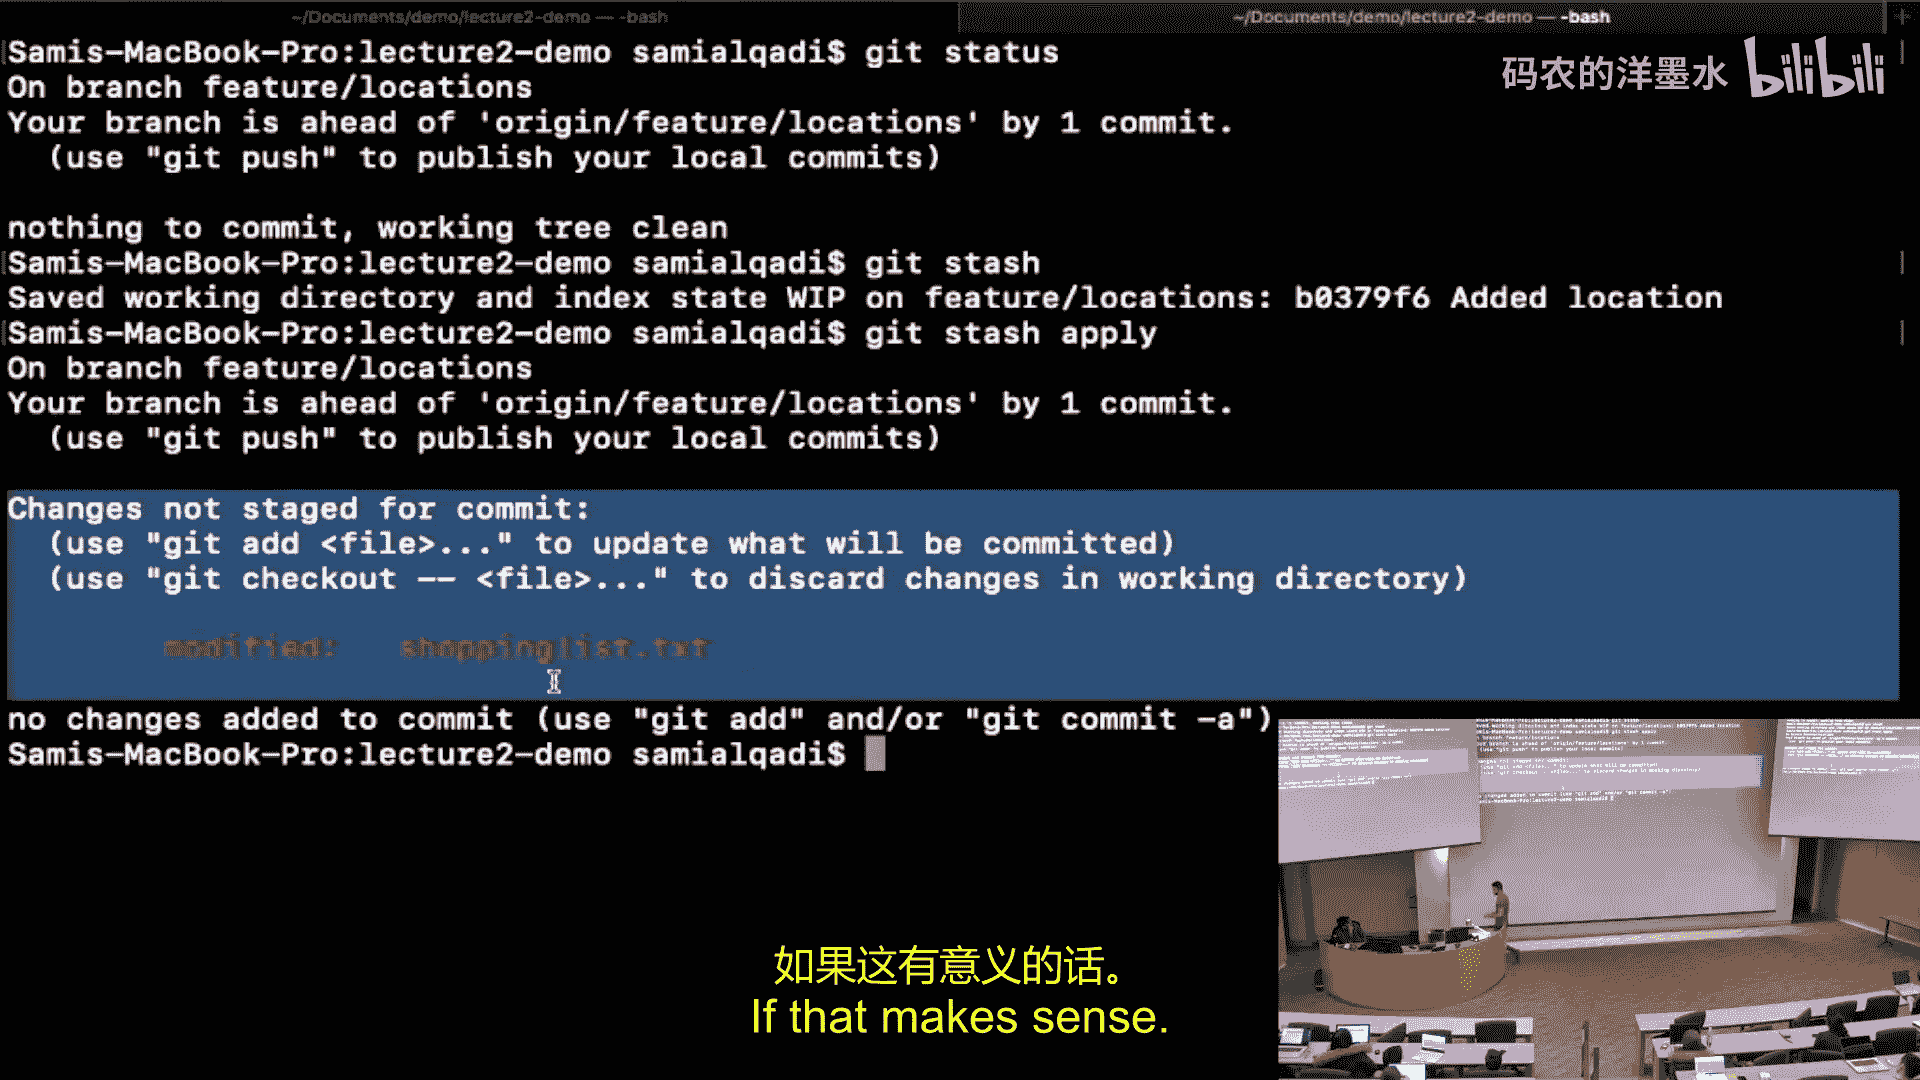 ~/Documents/demo/lecture2-demo — -bash
~/Documents/demo/lecture2-demo — -bash
码农的洋墨水 bilibili
Samis-MacBook-Pro:lecture2-demo samialqadi$ git status
On branch feature/locations
Your branch is ahead of 'origin/feature/locations' by 1 commit.
(use "git push" to publish your local commits)
nothing to commit, working tree clean
Samis-MacBook-Pro:lecture2-demo samialqadi$ git stash
Saved working directory and index state WIP on feature/locations: b0379f6 Added location
Samis-MacBook-Pro:lecture2-demo samialqadi$ git stash apply
On branch feature/locations
Your branch is ahead of 'origin/feature/locations' by 1 commit.
(use "git push" to publish your local commits)
Changes not staged for commit:
(use "git add <file>..." to update what will be committed)
(use "git checkout -- <file>..." to discard changes in working directory)
modified: shoppinglist.txt
no changes added to commit (use "git add" and/or "git commit -a")
Samis-MacBook-Pro:lecture2-demo samialqadi$
如果这有意义的话。
If that makes sense.